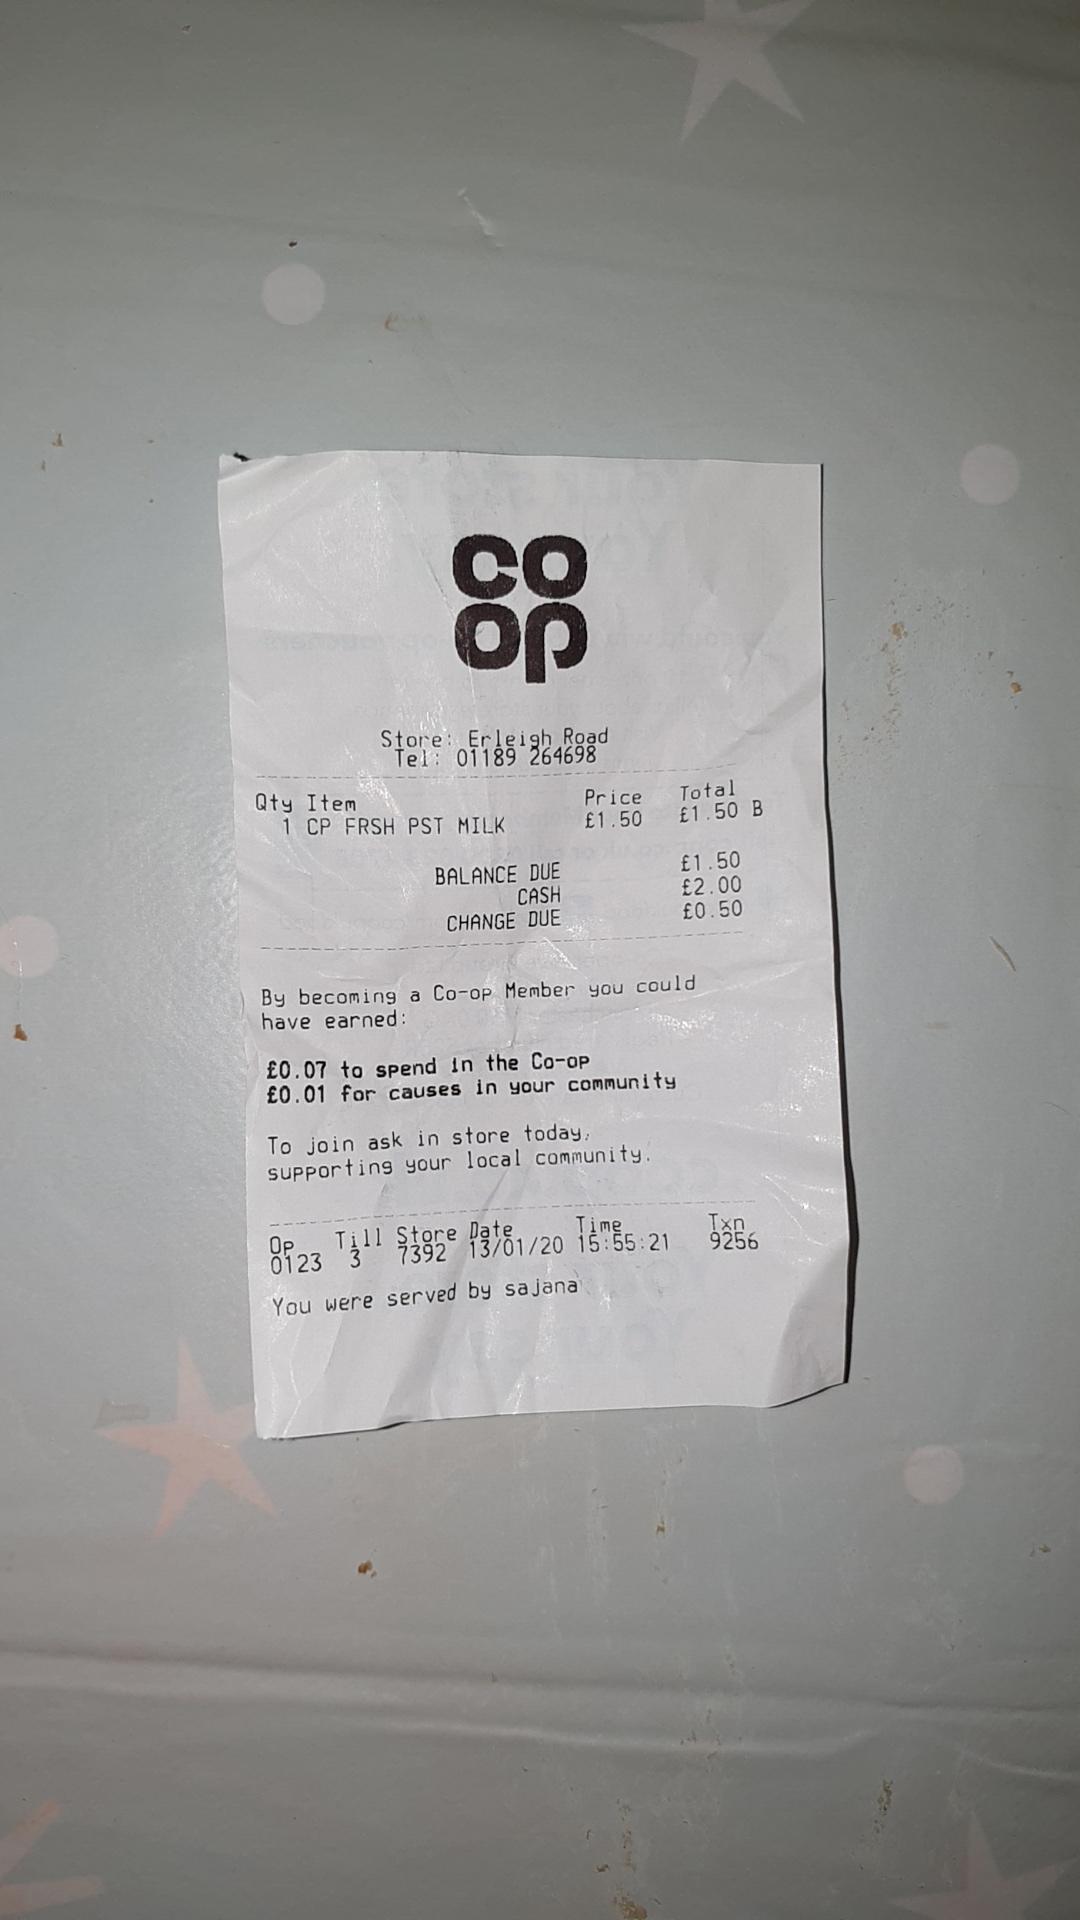 co
op
Store: Erleigh Road
Tel: 01189 264698
Qty Item Price Total
1 CP FRSH PST MILK £1.50 £1.50 B
BALANCE DUE £1.50
CASH £2.00
CHANGE DUE £0.50
By becoming a Co-op Member you could
have earned:
£0.07 to spend in the Co-op
£0.01 for causes in your community
To join ask in store today,
supporting your local community.
Op Till Store Date Time Txn
0123 3 7392 13/01/20 15:55:21 9256
You were served by sajana